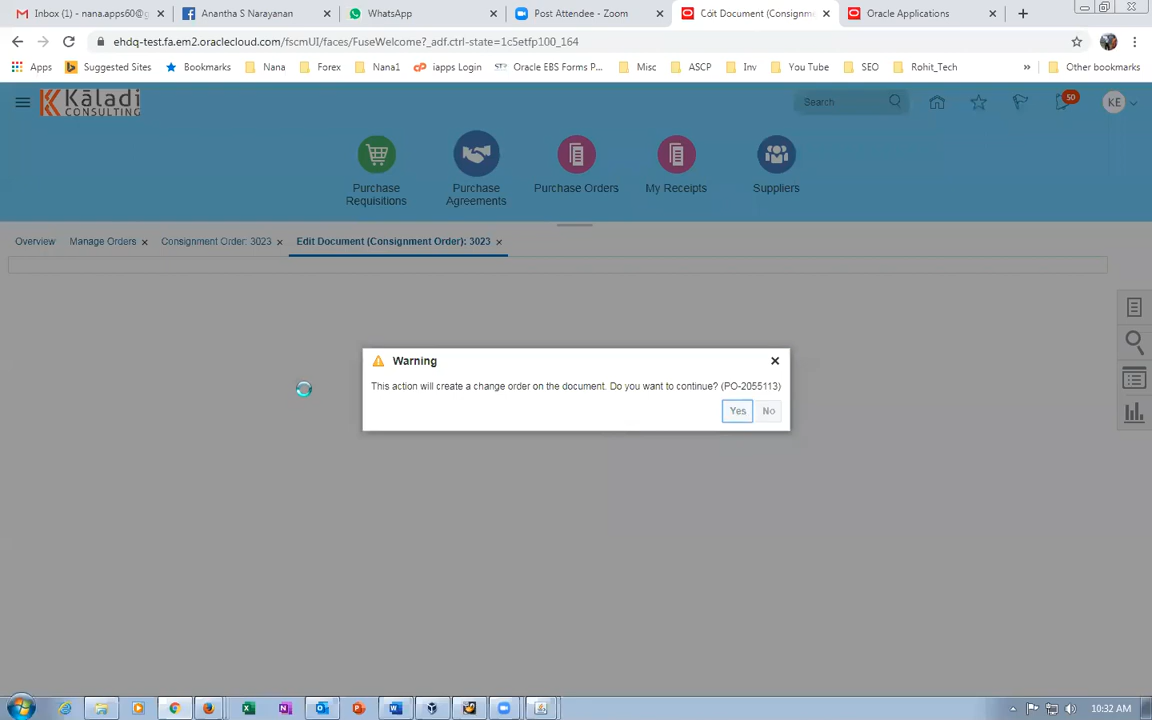 Inbox (1) - nana.apps60@g
Anantha S Narayanan
WhatsApp
Post Attendee - Zoom
Edit Document (Consignme
Oracle Applications
ehdq-test.fa.em2.oraclecloud.com/fscmUI/faces/FuseWelcome?_adf.ctrl-state=1c5etfp100_164
Apps
Suggested Sites
Bookmarks
Nana
Forex
Nana1
iapps Login
Oracle EBS Forms P...
Misc
ASCP
Inv
You Tube
SEO
Rohit_Tech
»
Other bookmarks
Kāladi
CONSULTING
Search
50
KE
Purchase
Requisitions
Purchase
Agreements
Purchase Orders
My Receipts
Suppliers
Overview
Manage Orders
Consignment Order: 3023
Edit Document (Consignment Order): 3023
Warning
This action will create a change order on the document. Do you want to continue? (PO-2055113)
Yes
No
10:32 AM